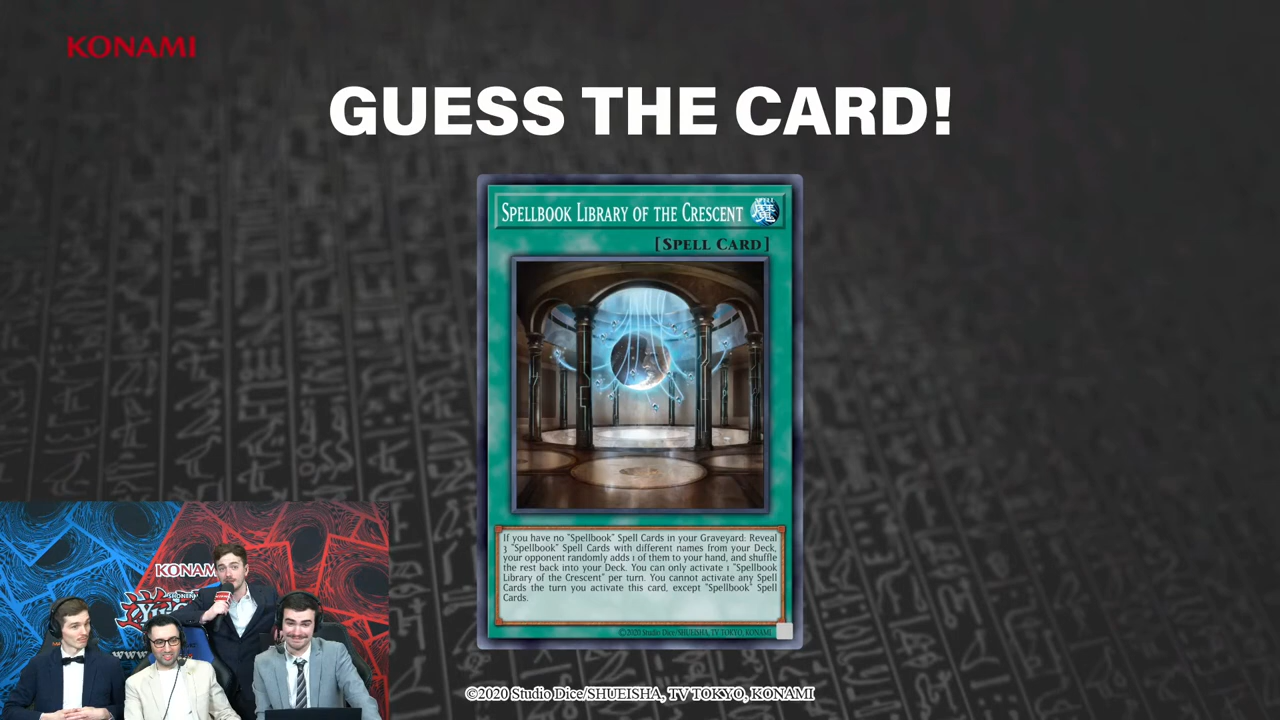 KONAMI
GUESS THE CARD!
SPELLBOOK LIBRARY OF THE CRESCENT
SPELL
魔
[SPELL CARD]
If you have no "Spellbook" Spell Cards in your Graveyard: Reveal
3 "Spellbook" Spell Cards with different names from your Deck,
your opponent randomly adds 1 of them to your hand, and shuffle
the rest back into your Deck. You can only activate 1 "Spellbook
Library of the Crescent" per turn. You cannot activate any Spell
Cards the turn you activate this card, except "Spellbook" Spell
Cards.
©2020 Studio Dice/SHUEISHA, TV TOKYO, KONAMI
KONAMI
©2020 Studio Dice/SHUEISHA, TV TOKYO, KONAMI